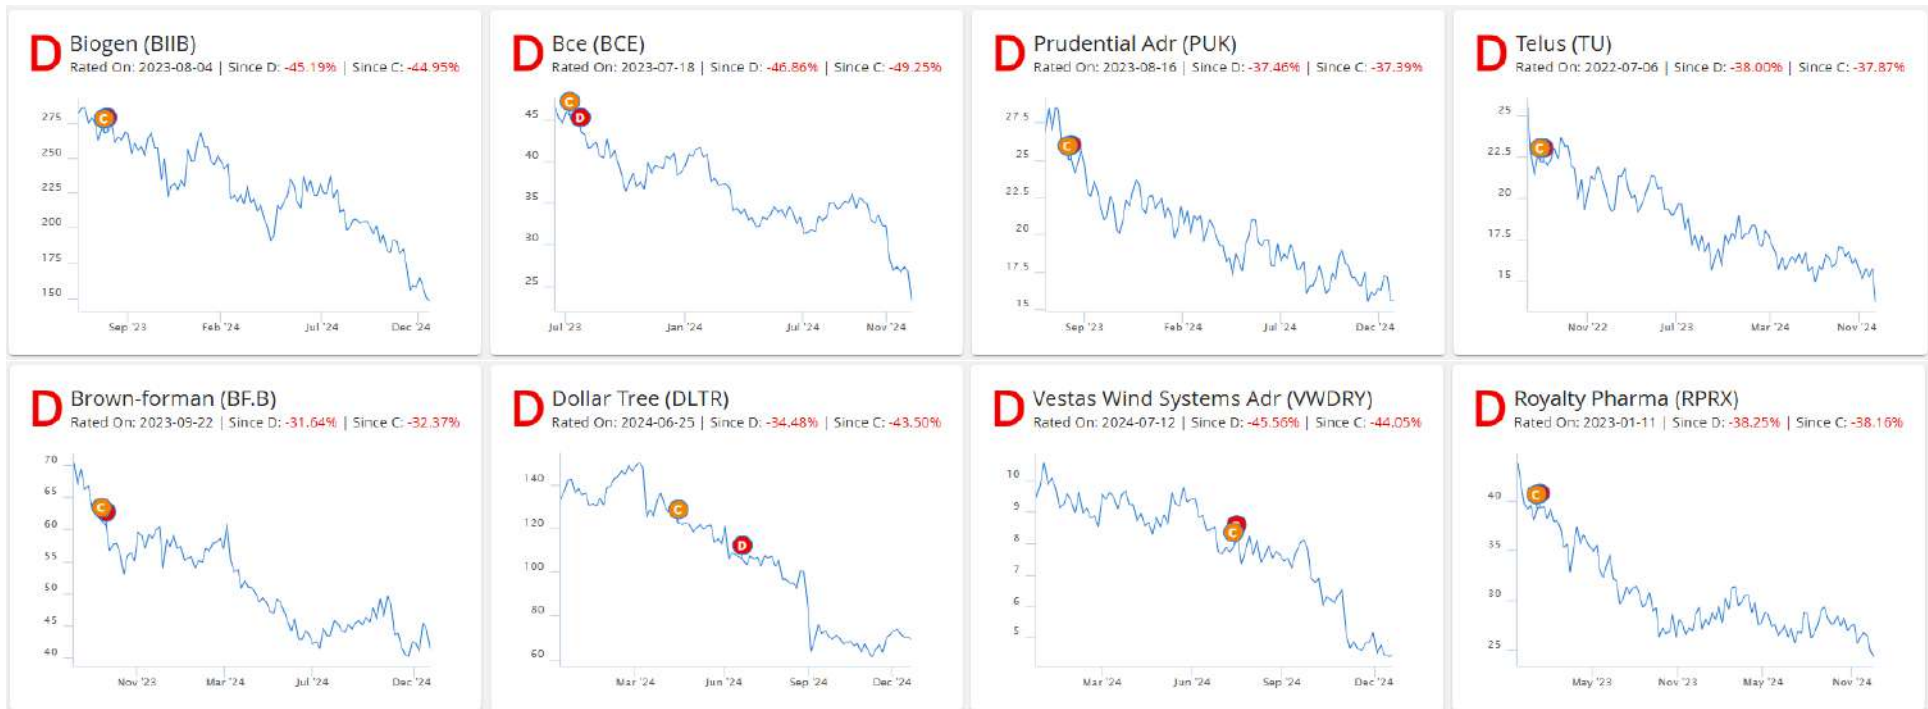 D Biogen (BIIB)
Rated On: 2023-08-04 | Since D: -45.19% | Since C: -44.95%
275
250
225
200
175
150
C
Sep '23 Feb '24 Jul '24 Dec '24
D Bce (BCE)
Rated On: 2023-07-18 | Since D: -46.86% | Since C: -49.25%
45
40
35
30
25
C
D
Jul '23 Jan '24 Jul '24 Nov '24
D Prudential Adr (PUK)
Rated On: 2023-08-16 | Since D: -37.46% | Since C: -37.39%
27.5
25
22.5
20
17.5
15
C
Sep '23 Feb '24 Jul '24 Dec '24
D Telus (TU)
Rated On: 2022-07-06 | Since D: -38.00% | Since C: -37.87%
25
22.5
20
17.5
15
C
Nov '22 Jul '23 Mar '24 Nov '24
D Brown-forman (BF.B)
Rated On: 2023-09-22 | Since D: -31.64% | Since C: -32.37%
70
65
60
55
50
45
40
C
Nov '23 Mar '24 Jul '24 Dec '24
D Dollar Tree (DLTR)
Rated On: 2024-06-25 | Since D: -34.48% | Since C: -43.50%
140
120
100
80
60
C
D
Mar '24 Jun '24 Sep '24 Dec '24
D Vestas Wind Systems Adr (VWDRY)
Rated On: 2024-07-12 | Since D: -45.56% | Since C: -44.05%
10
9
8
7
6
5
C
Mar '24 Jun '24 Sep '24 Dec '24
D Royalty Pharma (RPRX)
Rated On: 2023-01-11 | Since D: -38.25% | Since C: -38.16%
40
35
30
25
C
May '23 Nov '23 May '24 Nov '24